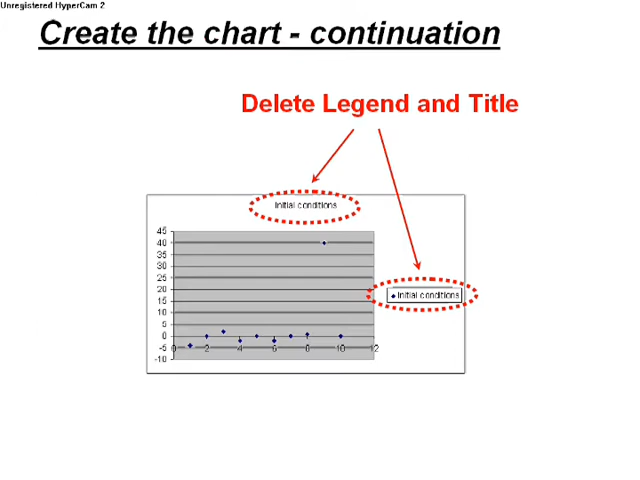 Unregistered HyperCam 2
Create the chart - continuation
Delete Legend and Title
Initial conditions
45
40
35
30
25
20
15
10
5
0
-5
-10
0 2 4 6 8 10 12
Initial conditions